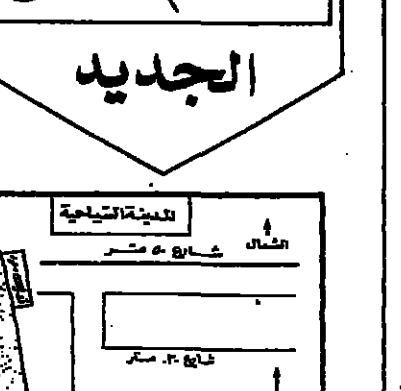 الجديد
المدينة السياحية
الشمال
شارع ٥٠ متر
شارع ٣٠ متر